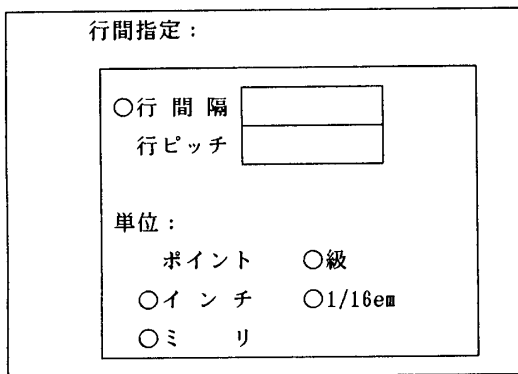 行間指定:
○行間隔
行ピッチ
単位:
ポイント ○級
○インチ ○1/16em
○ミリ